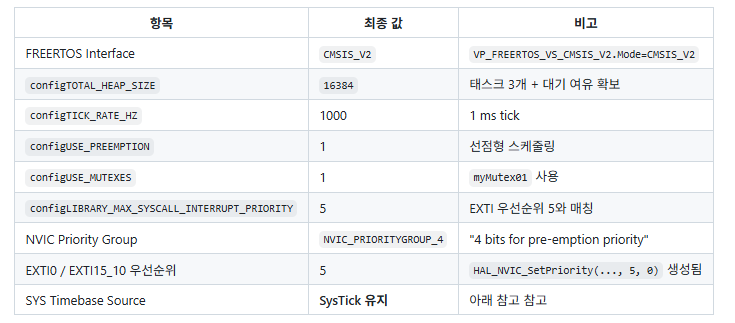 항목 최종 값 비고
FREERTOS Interface CMSIS_V2 VP_FREERTOS_VS_CMSIS_V2.Mode=CMSIS_V2
configTOTAL_HEAP_SIZE 16384 태스크 3개 + 대기 여유 확보
configTICK_RATE_HZ 1000 1 ms tick
configUSE_PREEMPTION 1 선점형 스케줄링
configUSE_MUTEXES 1 myMutex01 사용
configLIBRARY_MAX_SYSCALL_INTERRUPT_PRIORITY 5 EXTI 우선순위 5와 매칭
NVIC Priority Group NVIC_PRIORITYGROUP_4 "4 bits for pre-emption priority"
EXTI0 / EXTI15_10 우선순위 5 HAL_NVIC_SetPriority(..., 5, 0) 생성됨
SYS Timebase Source SysTick 유지 아래 참고 참고